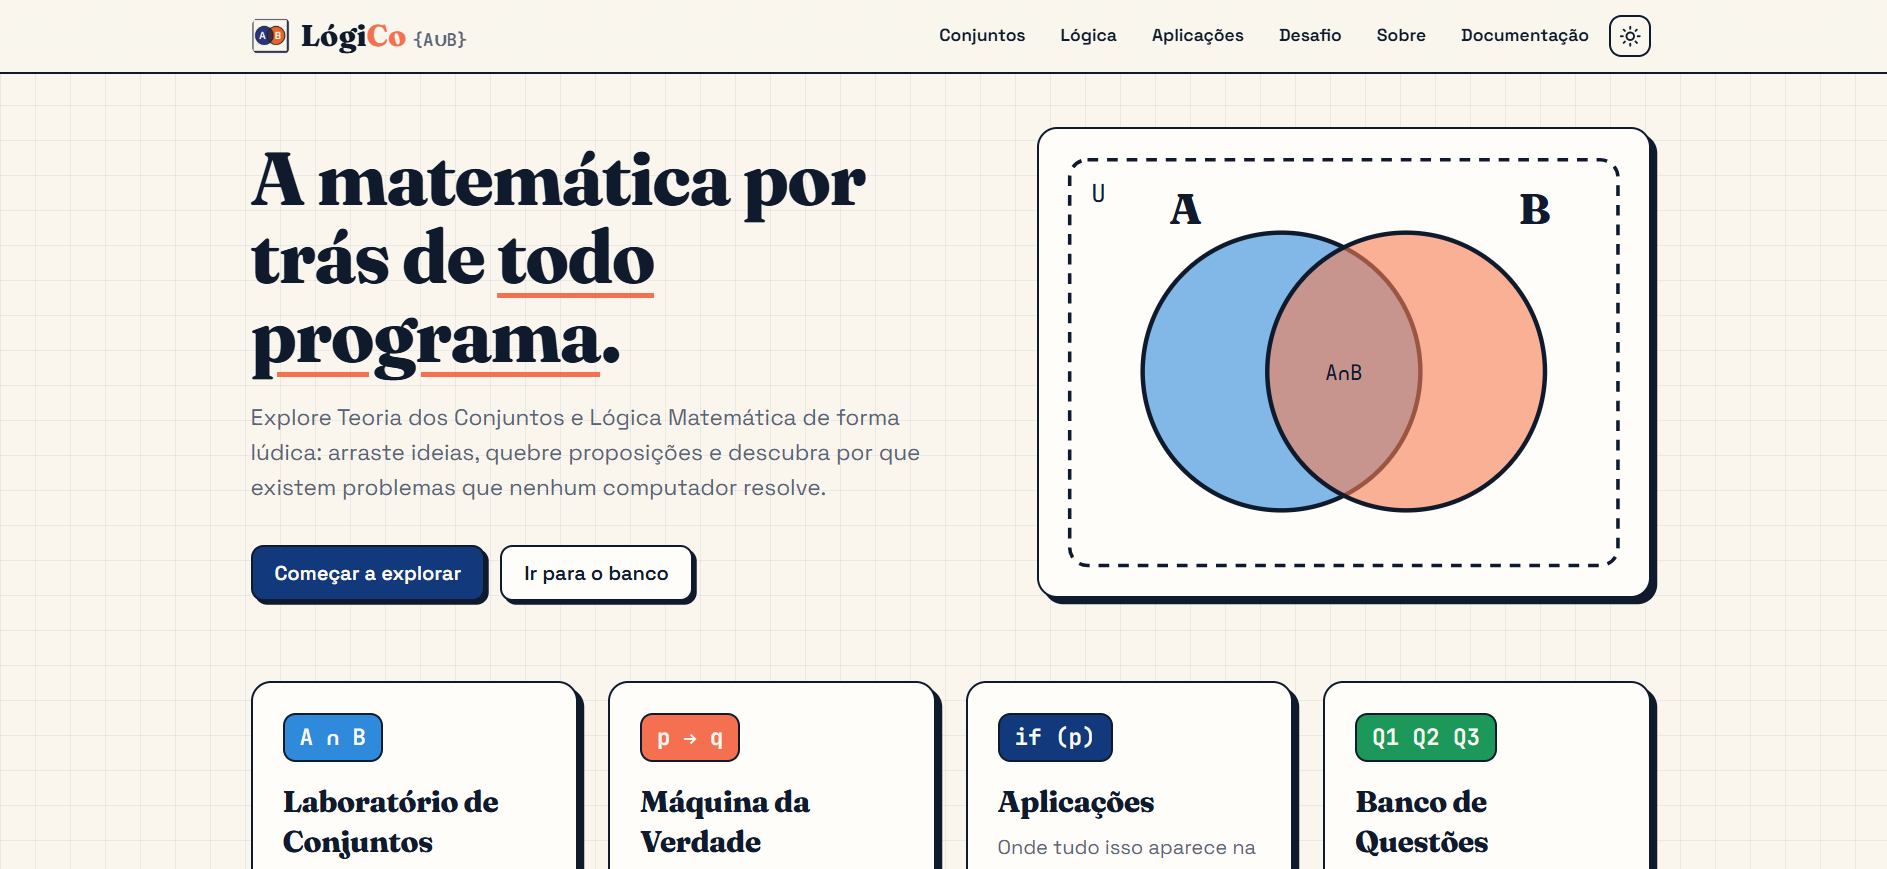 A B
LógiCo {A∪B}
Conjuntos Lógica Aplicações Desafio Sobre Documentação
A matemática por
trás de todo
programa.
Explore Teoria dos Conjuntos e Lógica Matemática de forma
lúdica: arraste ideias, quebre proposições e descubra por que
existem problemas que nenhum computador resolve.
Começar a explorar
Ir para o banco
U
A
B
A∩B
A ∩ B
Laboratório de
Conjuntos
p → q
Máquina da
Verdade
if (p)
Aplicações
Onde tudo isso aparece na
Q1 Q2 Q3
Banco de
Questões